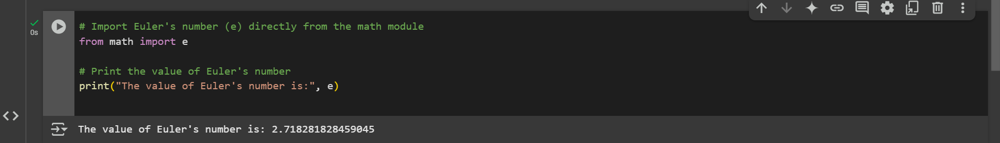 0s
# Import Euler's number (e) directly from the math module
from math import e
# Print the value of Euler's number
print("The value of Euler's number is:", e)
The value of Euler's number is: 2.718281828459045